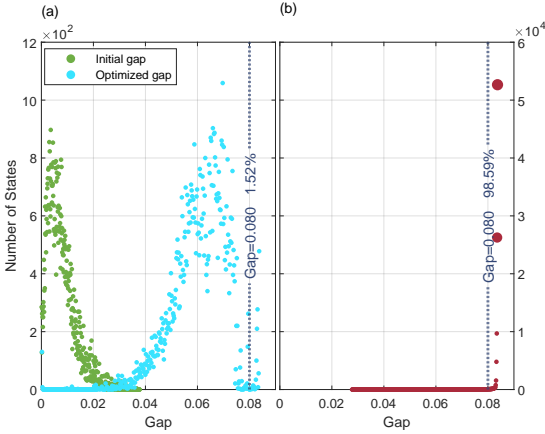 (a)
(b)
×10²
×10⁴
Initial gap
Optimized gap
12
10
8
6
4
2
0
Number of States
Gap=0.080 1.52%
0
0.02
0.04
0.06
0.08
Gap
Gap=0.080 98.59%
0
0.02
0.04
0.06
0.08
Gap
6
5
4
3
2
1
0